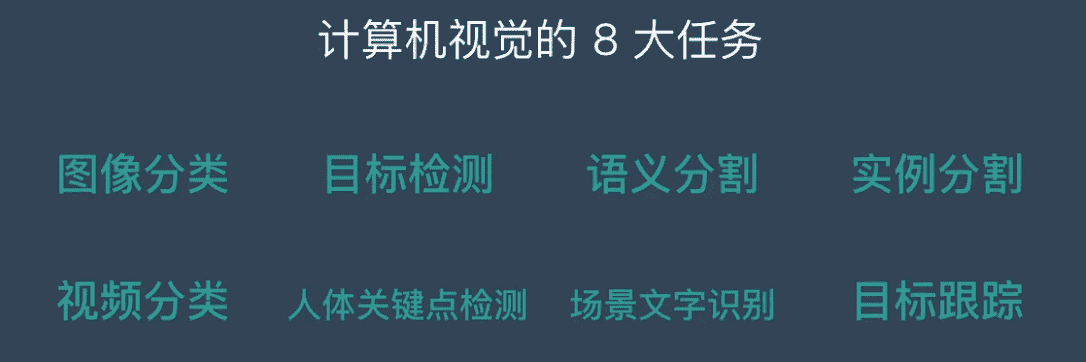 计算机视觉的 8 大任务
图像分类 目标检测 语义分割 实例分割
视频分类 人体关键点检测 场景文字识别 目标跟踪